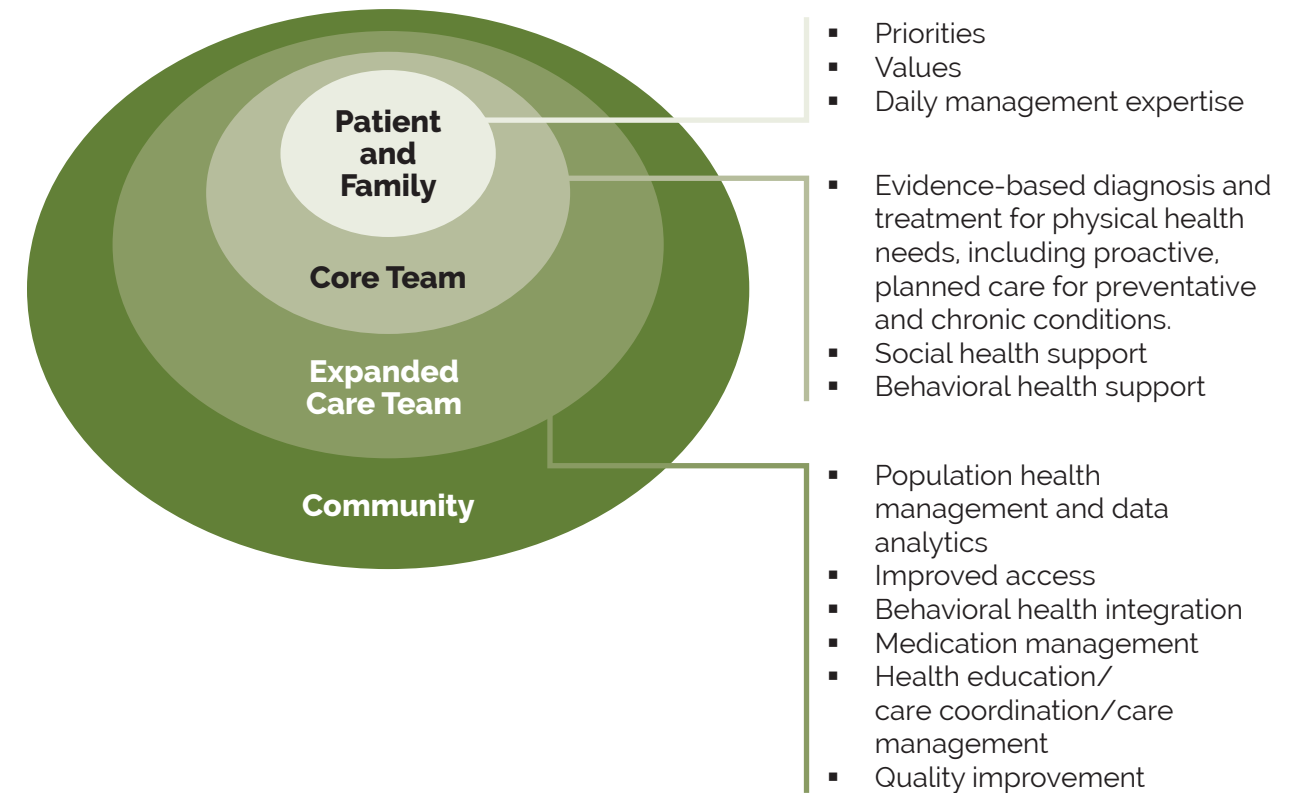 Patient
and
Family
Core Team
Expanded
Care Team
Community
▪ Priorities
▪ Values
▪ Daily management expertise
▪ Evidence-based diagnosis and
treatment for physical health
needs, including proactive,
planned care for preventative
and chronic conditions.
▪ Social health support
▪ Behavioral health support
▪ Population health
management and data
analytics
▪ Improved access
▪ Behavioral health integration
▪ Medication management
▪ Health education/
care coordination/care
management
▪ Quality improvement